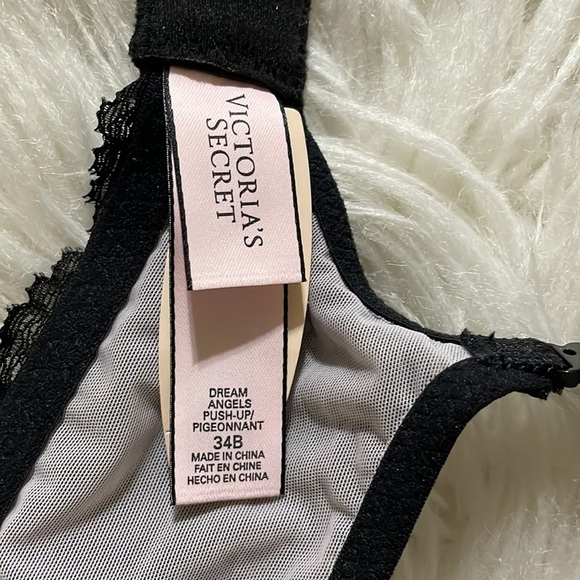 VICTORIA'S
SECRET
DREAM
ANGELS
PUSH-UP/
PIGEONNANT
34B
MADE IN CHINA
FAIT EN CHINE
HECHO EN CHINA